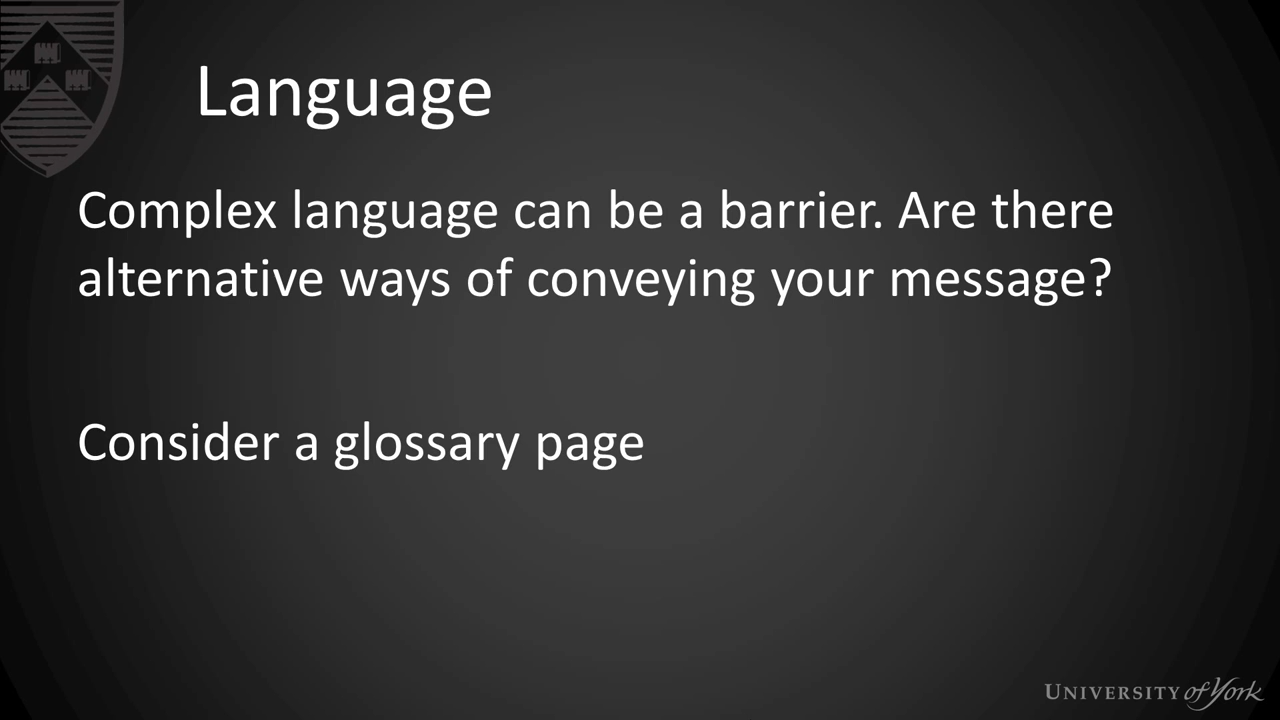 Language
Complex language can be a barrier. Are there
alternative ways of conveying your message?
Consider a glossary page
UNIVERSITY of York